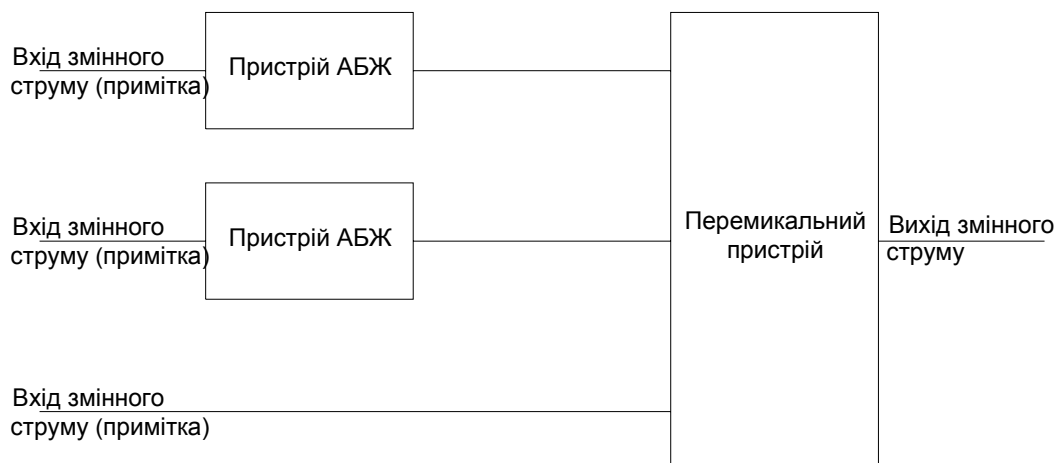 Вхід змінного
струму (примітка)
Пристрій АБЖ
Вхід змінного
струму (примітка)
Пристрій АБЖ
Перемикальний
пристрій
Вихід змінного
струму
Вхід змінного
струму (примітка)